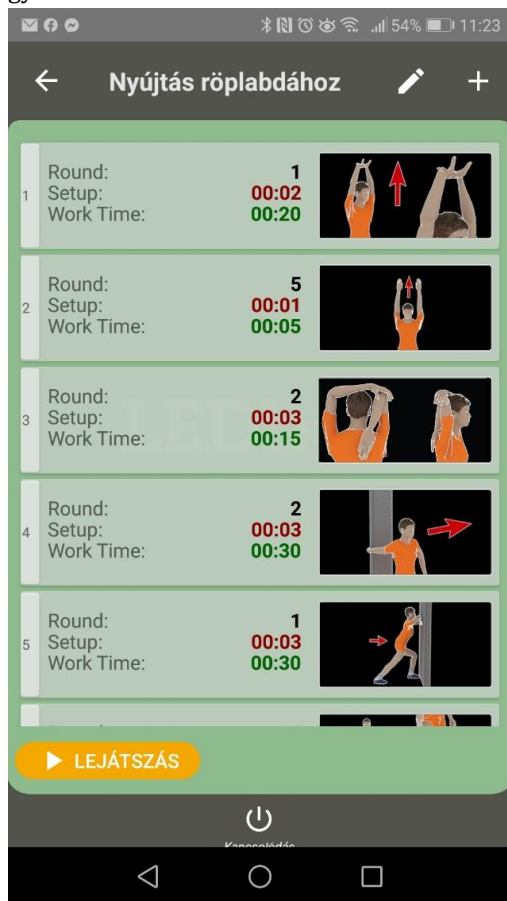 54% 11:23
Nyújtás röplabdához
1
Round: 1
Setup: 00:02
Work Time: 00:20
2
Round: 5
Setup: 00:01
Work Time: 00:05
3
Round: 2
Setup: 00:03
Work Time: 00:15
4
Round: 2
Setup: 00:03
Work Time: 00:30
5
Round: 1
Setup: 00:03
Work Time: 00:30
LEJÁTSZÁS